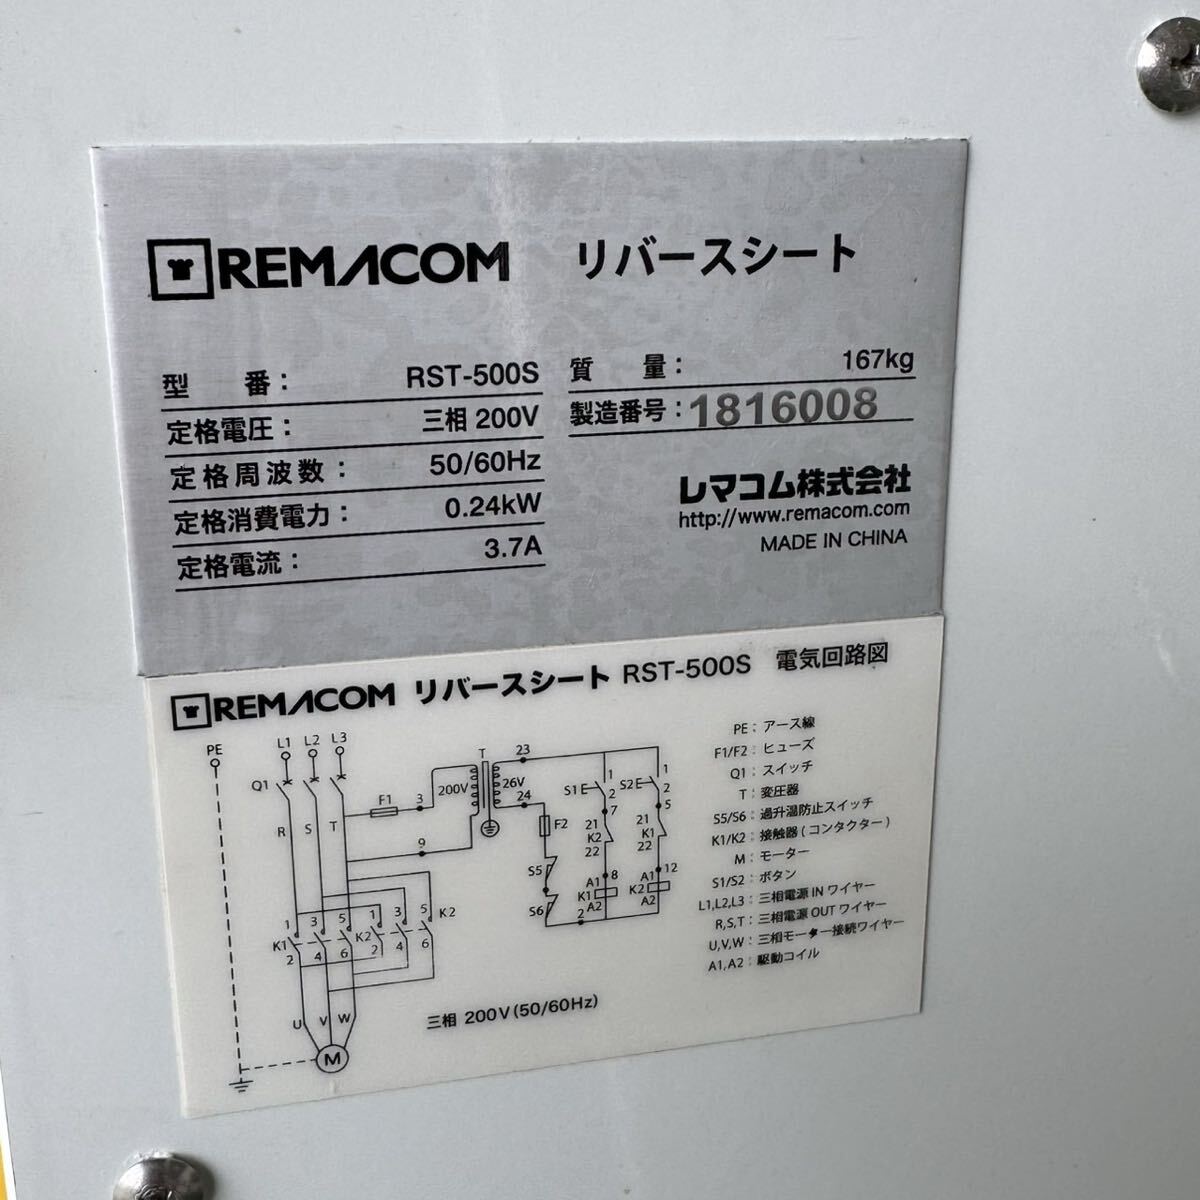 REMACOM リバースシート
型 番： RST-500S
定格電圧： 三相 200V
定格周波数： 50/60Hz
定格消費電力： 0.24kW
定格電流： 3.7A
質 量： 167kg
製造番号：1816008
レマコム株式会社
http://www.remacom.com
MADE IN CHINA
REMACOM リバースシート RST-500S 電気回路図
PE L1 L2 L3
Q1
R S T
F1 3
9
200V T 26V
23
24
F2
S5
S6
2
S1 E 1 2
7
21 K2 22
A1 8
K1
A2
S2 E 1 2
5
21 K1 22
A1 12
K2
A2
K1 1 3 5
2 4 6
K2 1 3 5 K2
2 4 6
U V W
M
三相 200V(50/60Hz)
PE：アース線
F1/F2：ヒューズ
Q1：スイッチ
T：変圧器
S5/S6：過升温防止スイッチ
K1/K2：接触器(コンタクター)
M：モーター
S1/S2：ボタン
L1,L2,L3：三相電源 IN ワイヤー
R,S,T：三相電源 OUT ワイヤー
U,V,W：三相モーター接続ワイヤー
A1,A2：駆動コイル